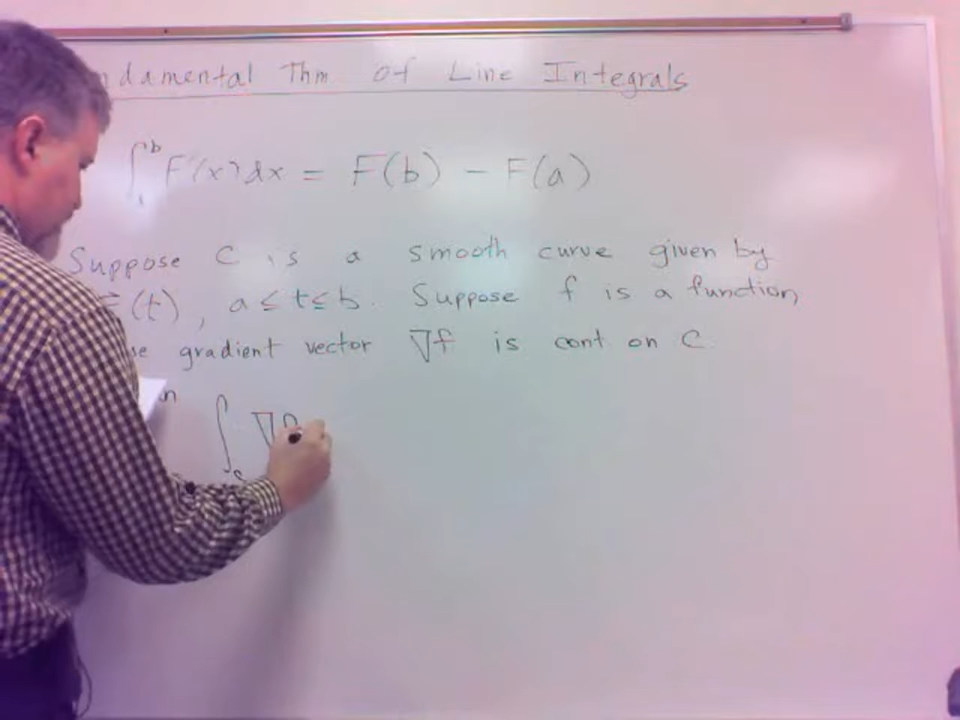 ndamental Thm of Line Integrals
∫ᵇ F'(x)dx = F(b) − F(a)
Suppose C is a smooth curve given by
(t), a ≤ t ≤ b. Suppose f is a function
gradient vector ∇f is cont on C.
∫c ∇f